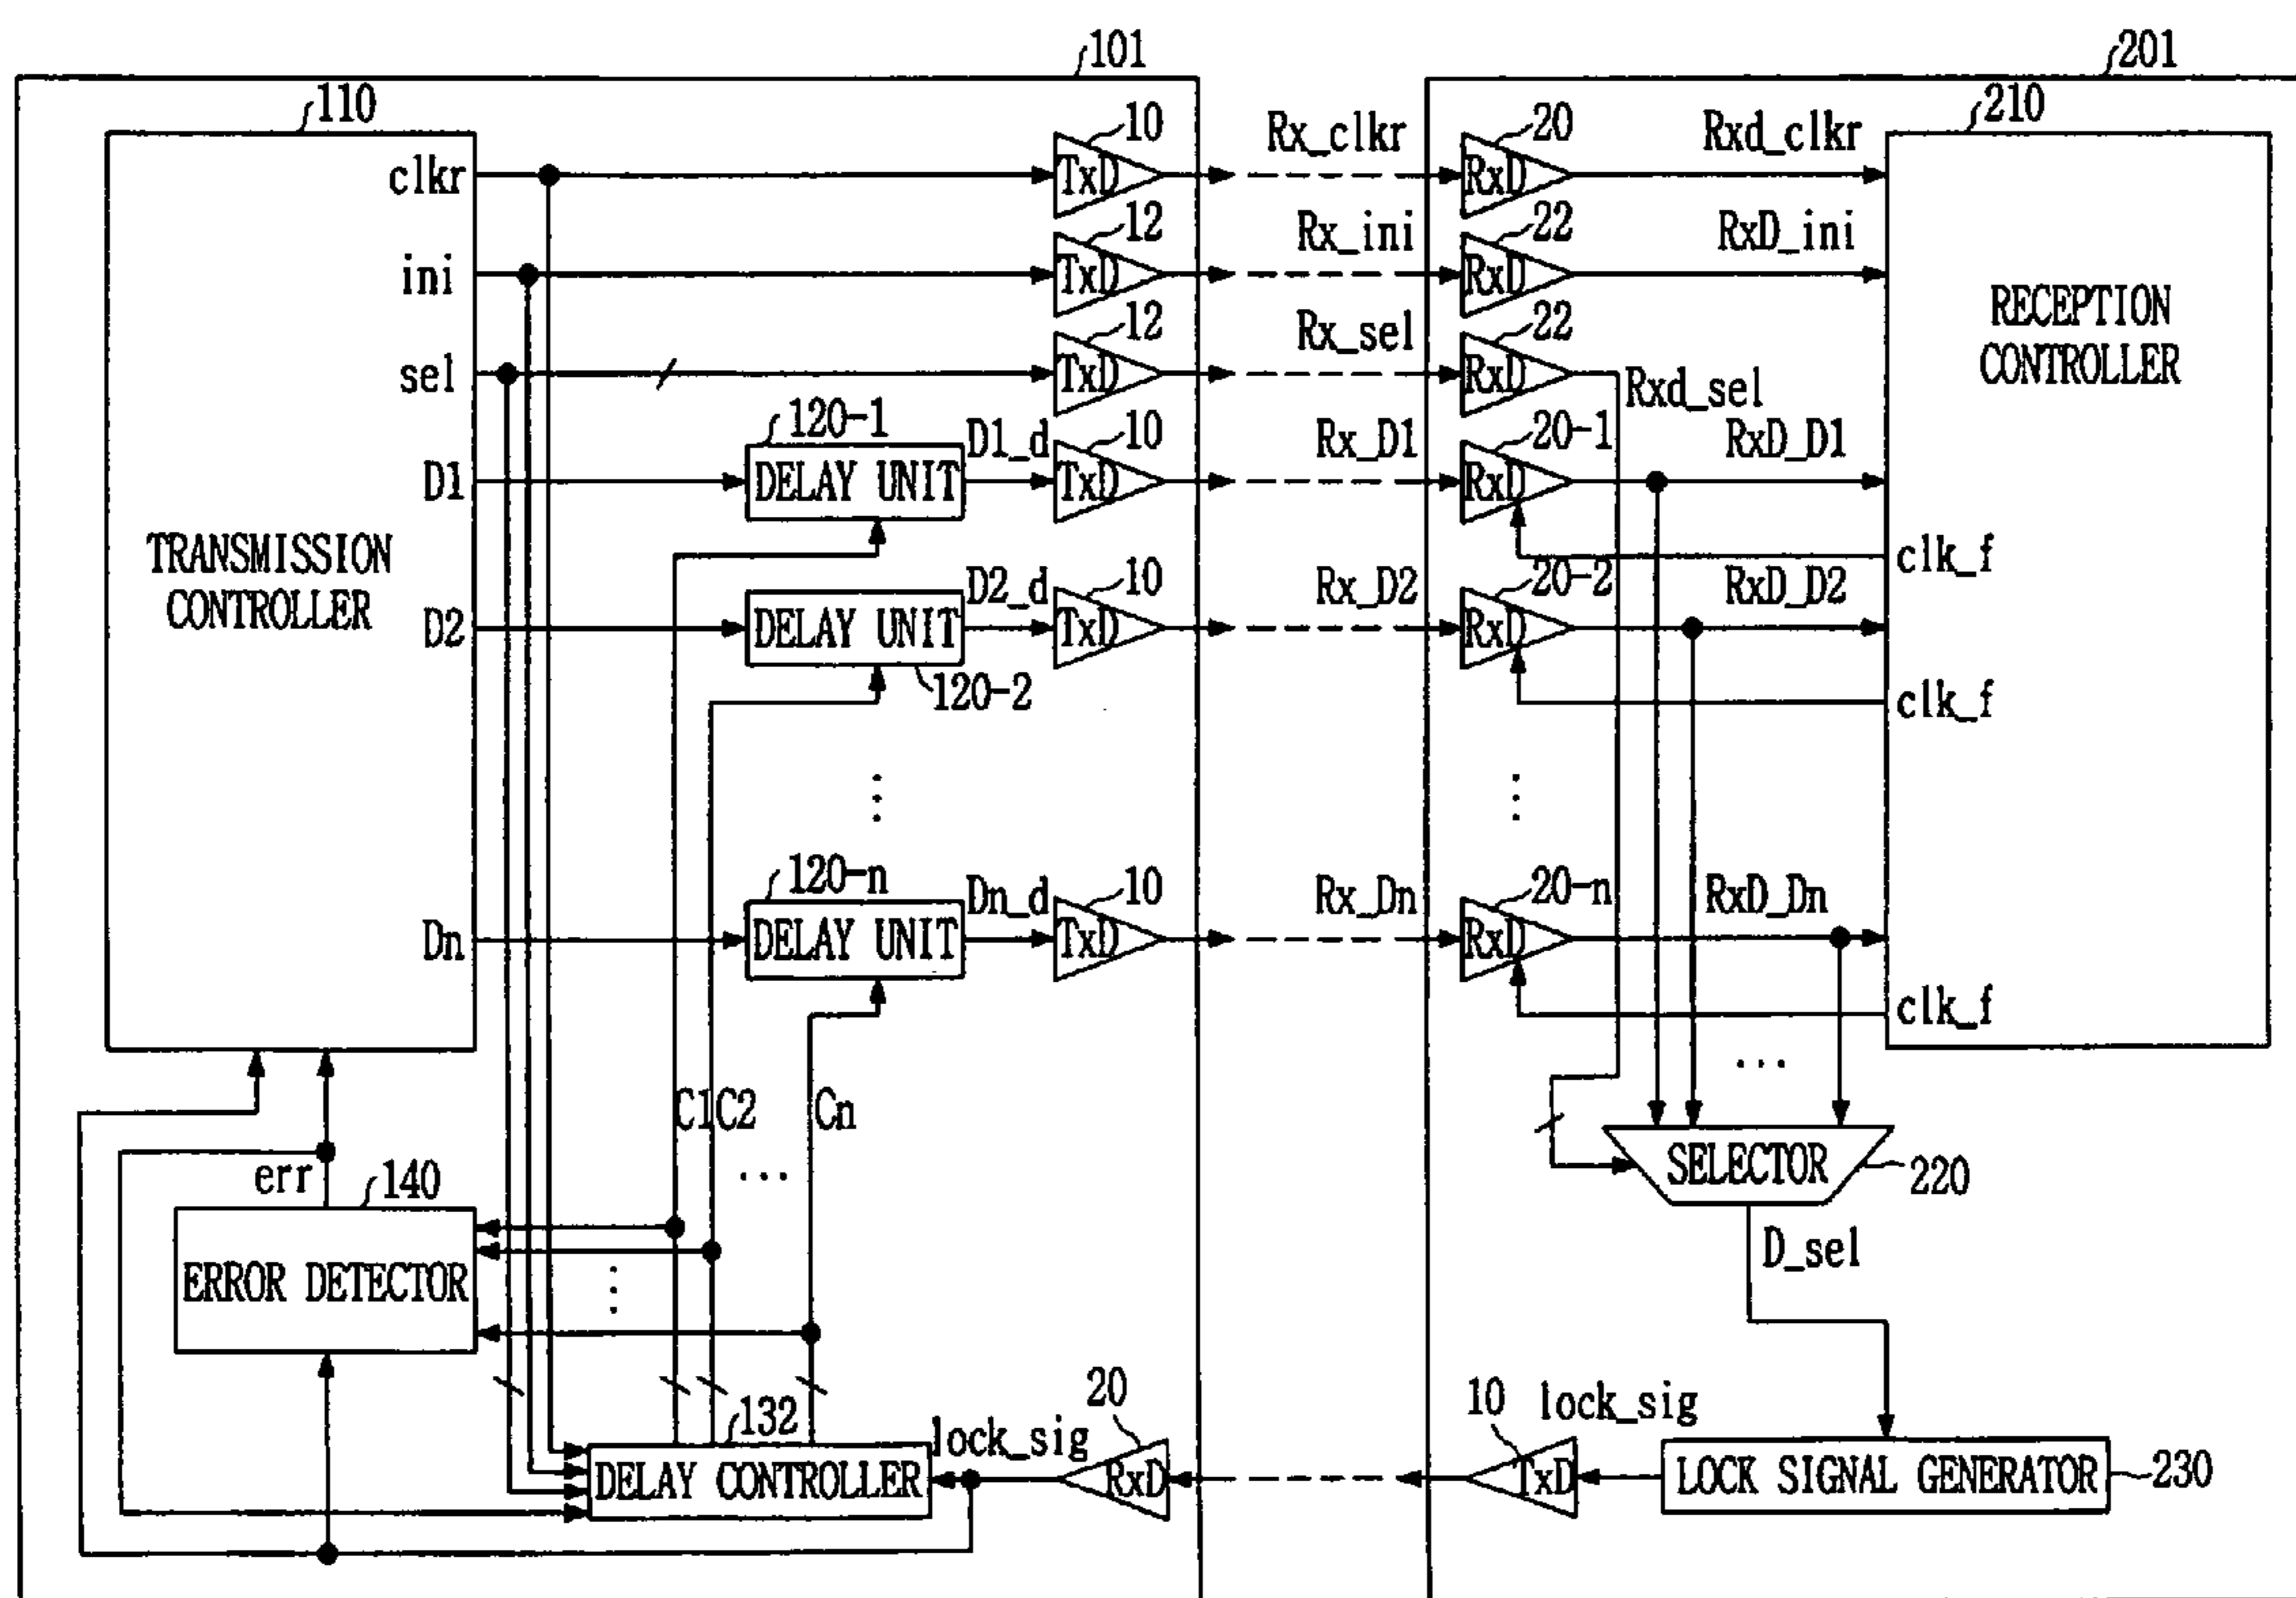 101
201
110
210
clkr
10
TxD
Rx_clkr
20
RxD
Rxd_clkr
ini
12
TxD
Rx_ini
22
RxD
RxD_ini
RECEPTION
CONTROLLER
sel
12
TxD
Rx_sel
22
RxD
Rxd_sel
120-1
D1
DELAY UNIT
D1_d
10
TxD
Rx_D1
20-1
RxD
RxD_D1
clk_f
TRANSMISSION
CONTROLLER
D2
DELAY UNIT
120-2
D2_d
10
TxD
Rx_D2
20-2
RxD
RxD_D2
clk_f
120-n
Dn
DELAY UNIT
Dn_d
10
TxD
Rx_Dn
20-n
RxD
RxD_Dn
clk_f
C1
C2
...
Cn
...
err
140
ERROR DETECTOR
SELECTOR
220
D_sel
132
DELAY CONTROLLER
lock_sig
20
RxD
10
TxD
lock_sig
LOCK SIGNAL GENERATOR
230